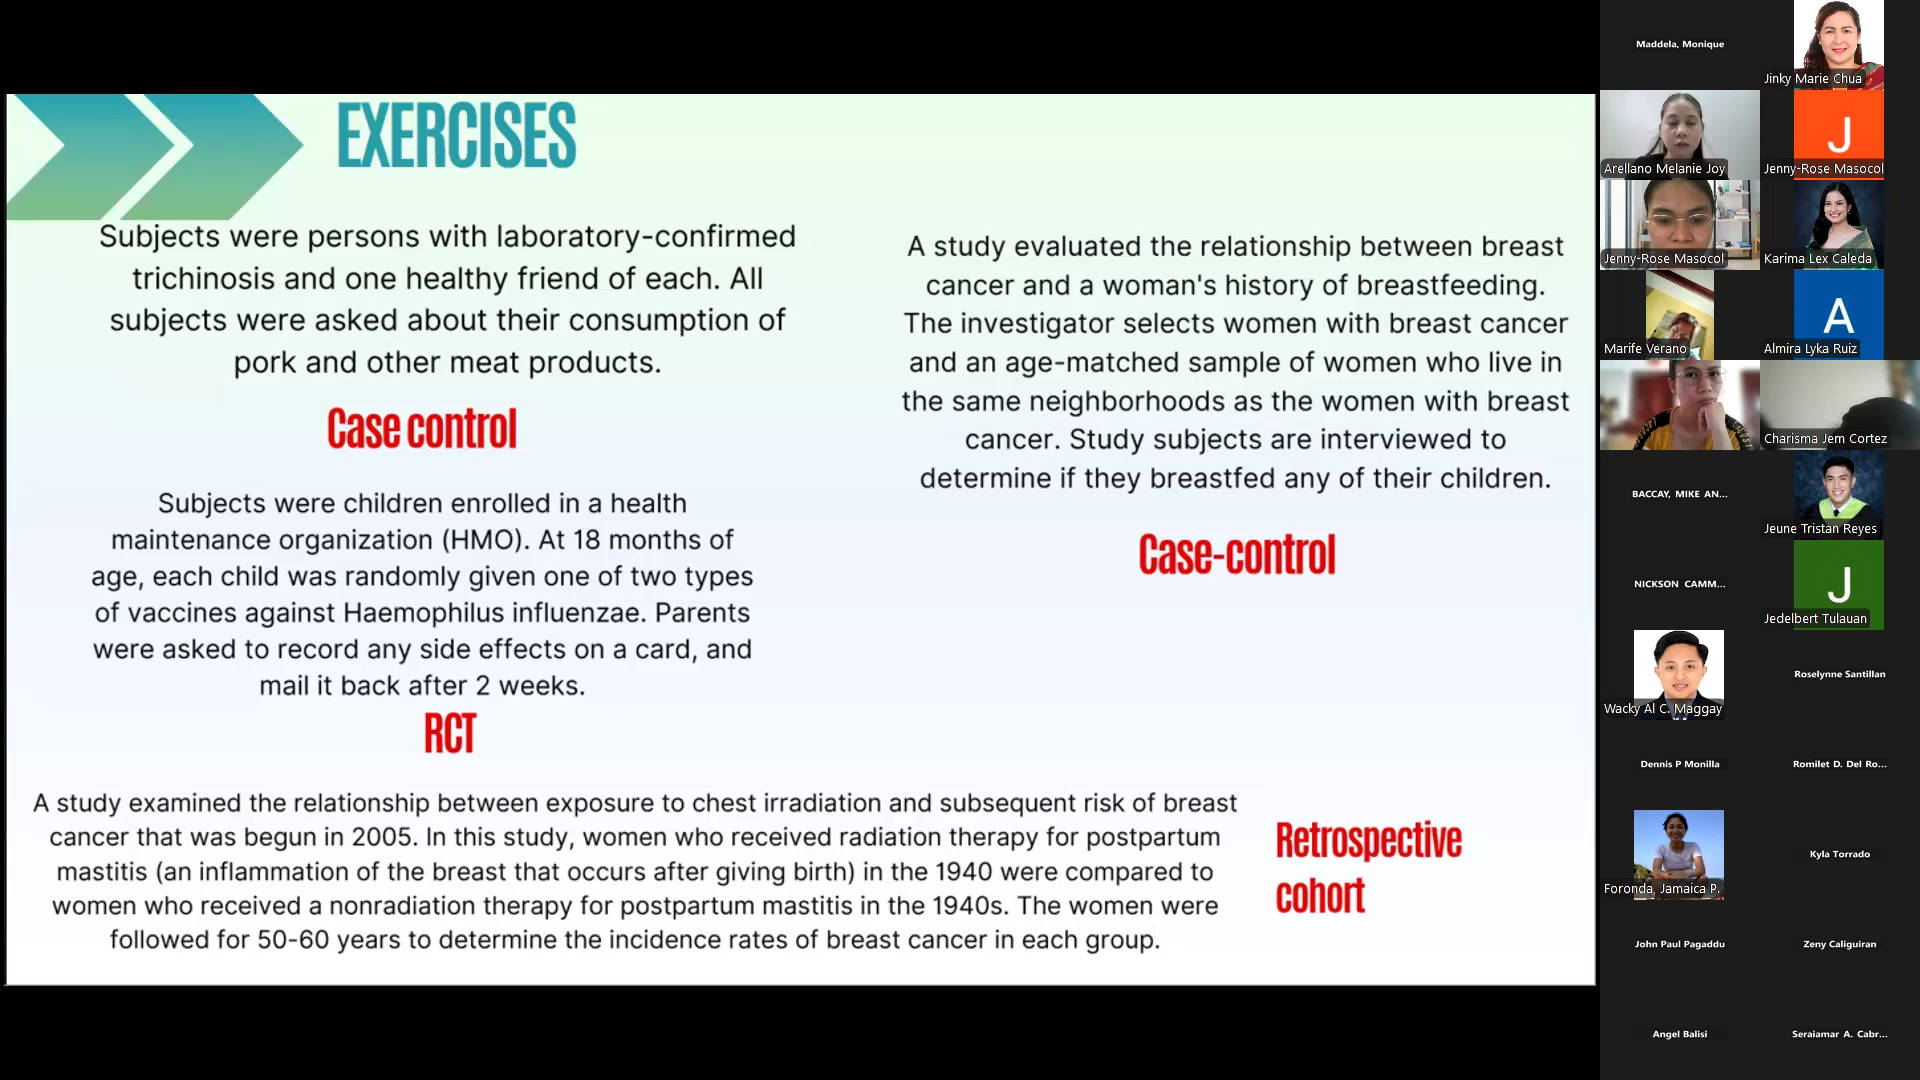 EXERCISES
Subjects were persons with laboratory-confirmed
trichinosis and one healthy friend of each. All
subjects were asked about their consumption of
pork and other meat products.
Case control
Subjects were children enrolled in a health
maintenance organization (HMO). At 18 months of
age, each child was randomly given one of two types
of vaccines against Haemophilus influenzae. Parents
were asked to record any side effects on a card, and
mail it back after 2 weeks.
RCT
A study evaluated the relationship between breast
cancer and a woman's history of breastfeeding.
The investigator selects women with breast cancer
and an age-matched sample of women who live in
the same neighborhoods as the women with breast
cancer. Study subjects are interviewed to
determine if they breastfed any of their children.
Case-control
A study examined the relationship between exposure to chest irradiation and subsequent risk of breast
cancer that was begun in 2005. In this study, women who received radiation therapy for postpartum
mastitis (an inflammation of the breast that occurs after giving birth) in the 1940 were compared to
women who received a nonradiation therapy for postpartum mastitis in the 1940s. The women were
followed for 50-60 years to determine the incidence rates of breast cancer in each group.
Retrospective
cohort
Maddela, Monique
Jinky Marie Chua
Arellano Melanie Joy
J
Jenny-Rose Masocol
Jenny-Rose Masocol
Karima Lex Caleda
Marife Verano
A
Almira Lyka Ruiz
Charisma Jem Cortez
BACCAY, MIKE AN...
Jeune Tristan Reyes
NICKSON CAMM...
J
Jedelbert Tulauan
Wacky Al C. Maggay
Roselynne Santillan
Dennis P Monilla
Romilet D. Del Ro...
Foronda, Jamaica P.
Kyla Torrado
John Paul Pagaddu
Zeny Caliguiran
Angel Balisi
Seraiamar A. Cabr...